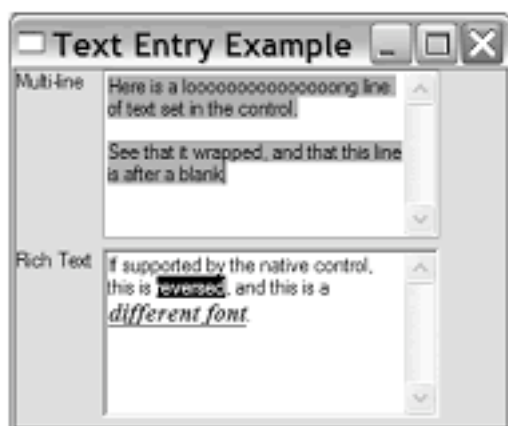 Text Entry Example
Multi-line
Here is a looooooooooooooong line
of text set in the control.
See that it wrapped, and that this line
is after a blank
Rich Text
If supported by the native control,
this is reversed, and this is a
different font.